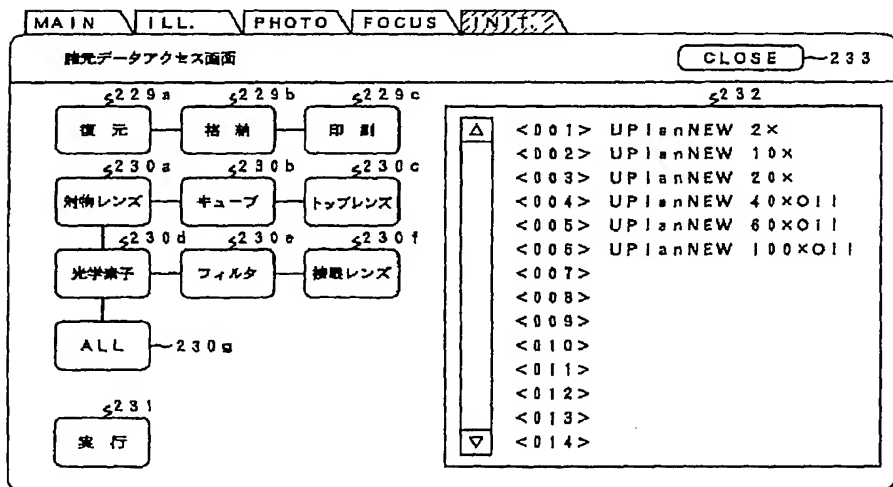 MAIN ILL. PHOTO FOCUS INIT.
諸元データアクセス画面 CLOSE 233
229a 229b 229c 232
復元 格納 印刷
230a 230b 230c
対物レンズ キューブ トップレンズ
230d 230e 230f
光学素子 フィルタ 接眼レンズ
ALL 230g
231
実行
<001> UPlanNEW 2×
<002> UPlanNEW 10×
<003> UPlanNEW 20×
<004> UPlanNEW 40×Oil
<005> UPlanNEW 60×Oil
<006> UPlanNEW 100×Oil
<007>
<008>
<009>
<010>
<011>
<012>
<013>
<014>